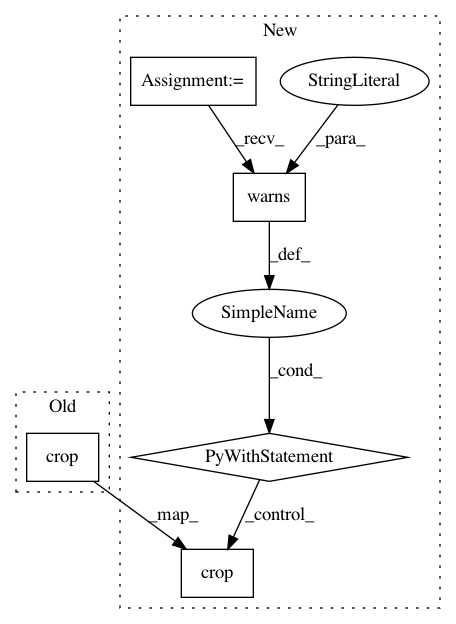 New
Assignment:=
StringLiteral
_recv_
_para_
warns
_def_
SimpleName
_cond_
Old
crop
PyWithStatement
_map_
_control_
crop